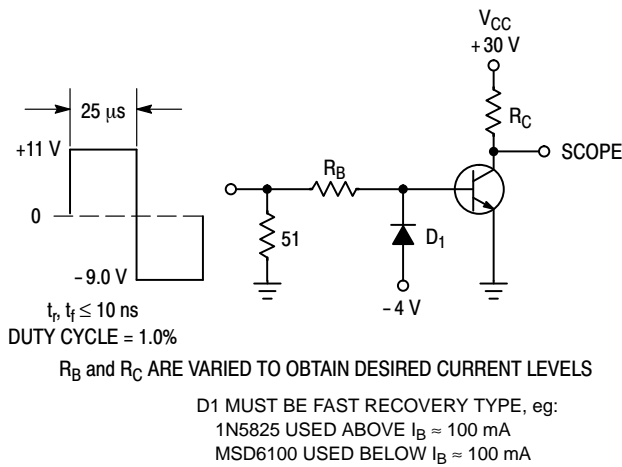 V_CC
+30 V
25 μs
R_C
+11 V
SCOPE
R_B
0
51
D_1
–9.0 V
–4 V
t_r, t_f ≤ 10 ns
DUTY CYCLE = 1.0%
R_B and R_C ARE VARIED TO OBTAIN DESIRED CURRENT LEVELS
D1 MUST BE FAST RECOVERY TYPE, eg:
1N5825 USED ABOVE I_B ≈ 100 mA
MSD6100 USED BELOW I_B ≈ 100 mA